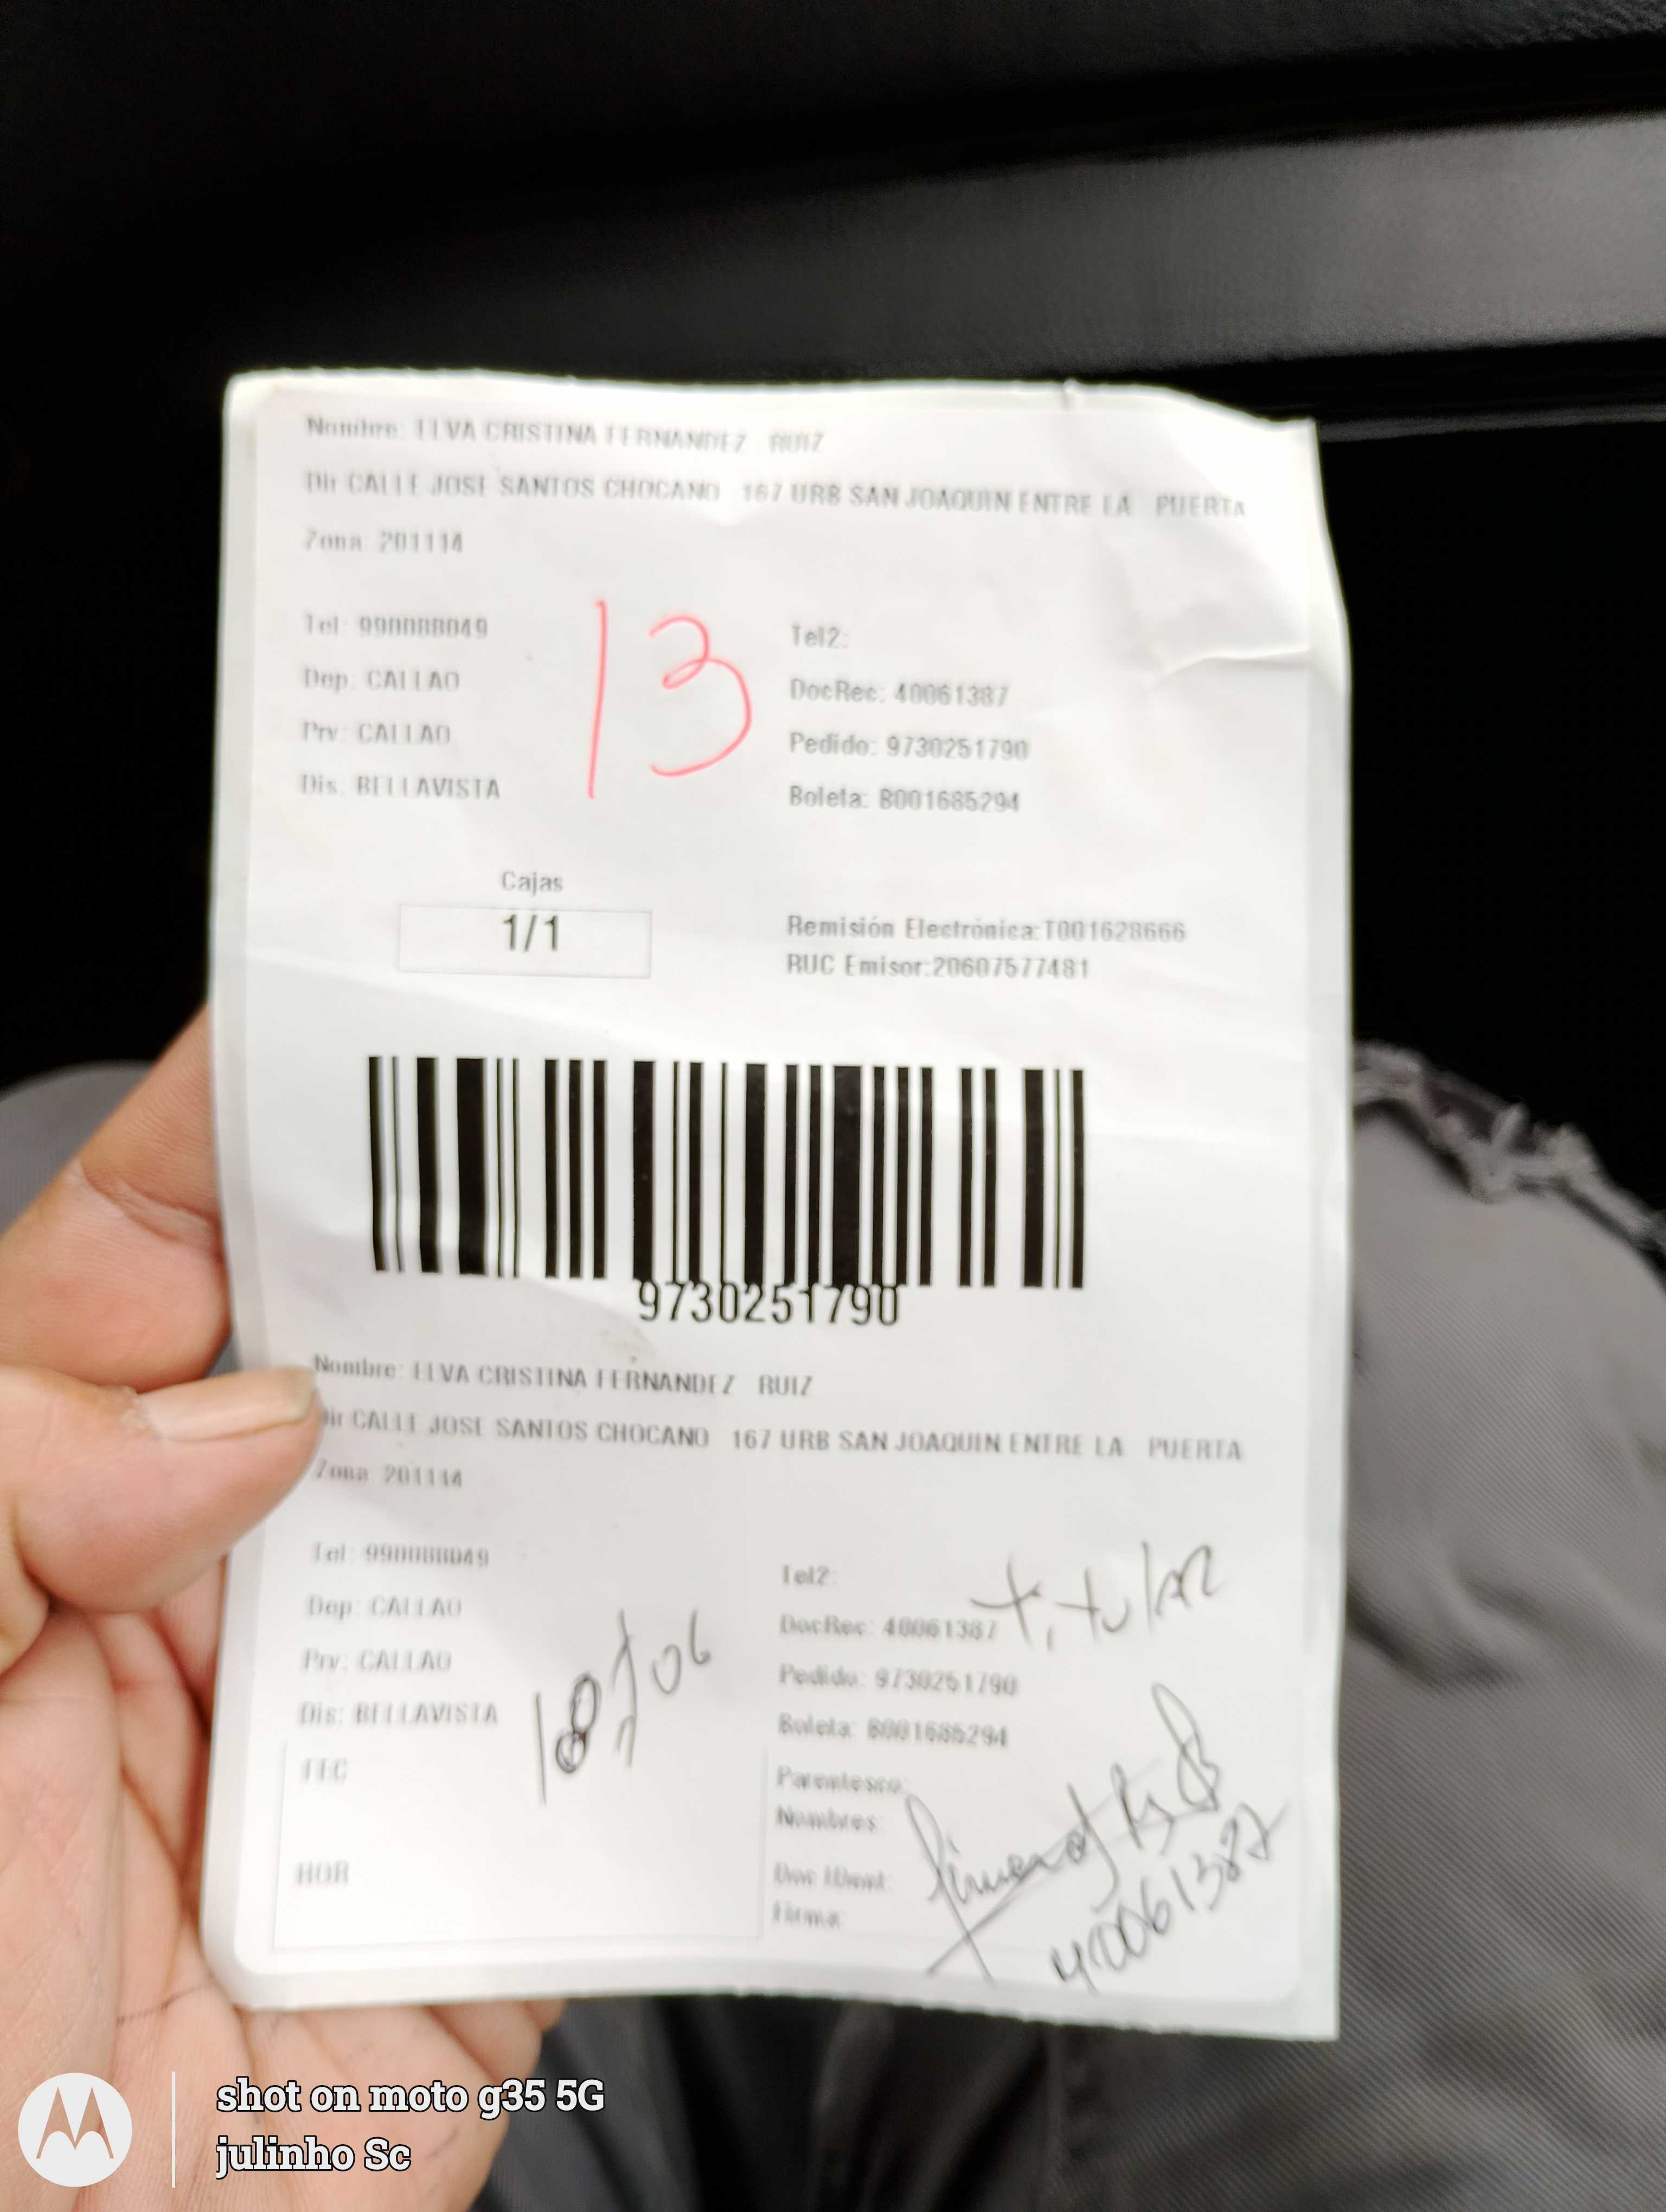 Nombre: ELVA CRISTINA FERNANDEZ RUIZ
Dir CALLE JOSE SANTOS CHOCANO 167 URB SAN JOAQUIN ENTRE LA PUERTA
Zona: 201114
13
Tel: 990088049
Tel2:
Dep: CALLAO
DocRec: 40061387
Prv: CALLAO
Pedido: 9730251790
Dis: BELLAVISTA
Boleta: B001685294
Cajas
1/1
Remisión Electrónica:T001628666
RUC Emisor:20607577481
9730251790
Nombre: ELVA CRISTINA FERNANDEZ RUIZ
Dir CALLE JOSE SANTOS CHOCANO 167 URB SAN JOAQUIN ENTRE LA PUERTA
Zona: 201114
Tel: 990088049
Tel2:
titular
Dep: CALLAO
DocRec: 40061387
Prv: CALLAO
Pedido: 9730251790
Dis: BELLAVISTA
Boleta: B001685294
FEC
Parentesco:
Nombres:
HOR
Doc IDent:
Firma:
40061387
shot on moto g35 5G
julinho Sc